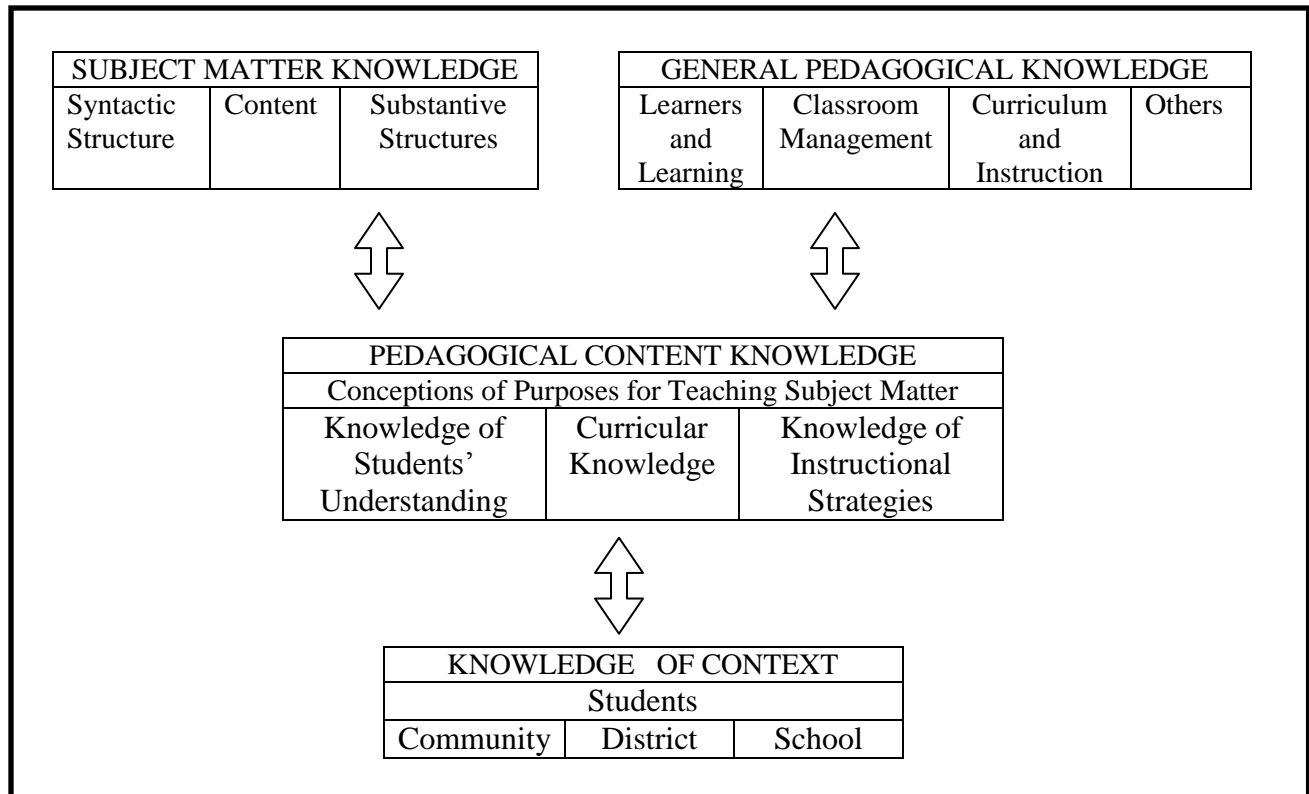 SUBJECT MATTER KNOWLEDGE
Syntactic
Structure
Content
Substantive
Structures
GENERAL PEDAGOGICAL KNOWLEDGE
Learners
and
Learning
Classroom
Management
Curriculum
and
Instruction
Others
PEDAGOGICAL CONTENT KNOWLEDGE
Conceptions of Purposes for Teaching Subject Matter
Knowledge of
Students’
Understanding
Curricular
Knowledge
Knowledge of
Instructional
Strategies
KNOWLEDGE OF CONTEXT
Students
Community
District
School